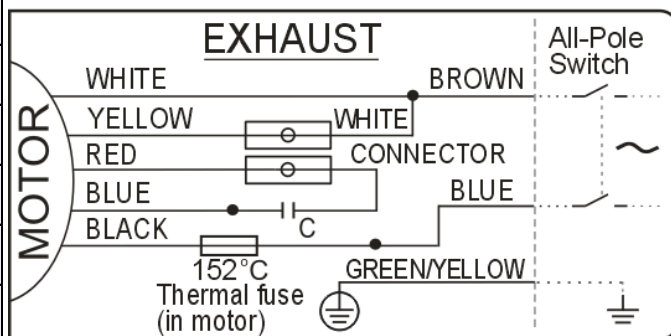 EXHAUST
All-Pole
Switch
WHITE
BROWN
YELLOW
WHITE
RED
CONNECTOR
BLUE
BLUE
C
BLACK
MOTOR
152°C
GREEN/YELLOW
Thermal fuse
(in motor)